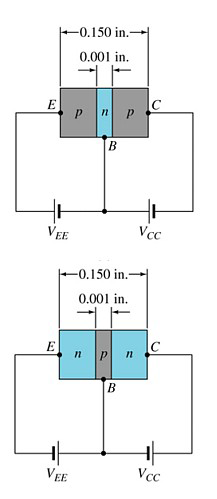 0.150 in.
0.001 in.
E p n p C
B
V_EE V_CC
0.150 in.
0.001 in.
E n p n C
B
V_EE V_CC